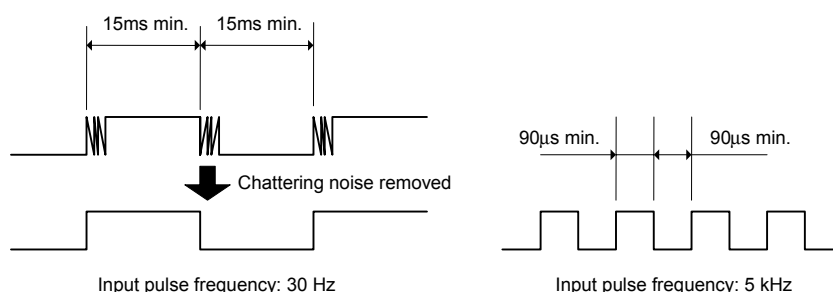 15ms min. 15ms min.
90μs min. 90μs min.
Chattering noise removed
Input pulse frequency: 30 Hz Input pulse frequency: 5 kHz